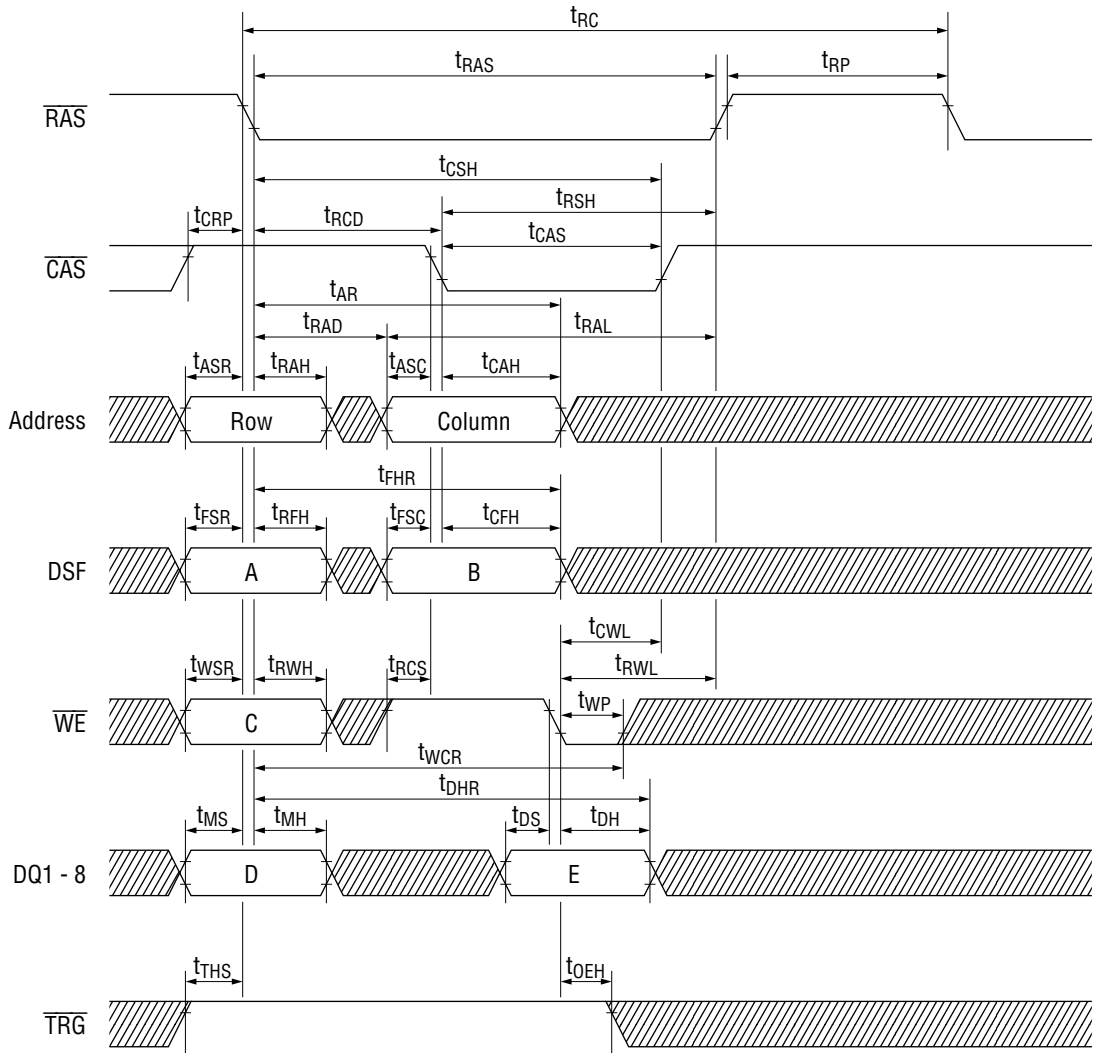 tRC
tRAS tRP
RAS
tCSH
tRSH
tCRP tRCD
tCAS
CAS
tAR
tRAD tRAL
tASR tRAH tASC tCAH
Address Row Column
tFHR
tFSR tRFH tFSC tCFH
DSF A B
tCWL
tWSR tRWH tRCS tRWL
tWP
WE C
tWCR
tDHR
tMS tMH tDS tDH
DQ1 - 8 D E
tTHS tOEH
TRG